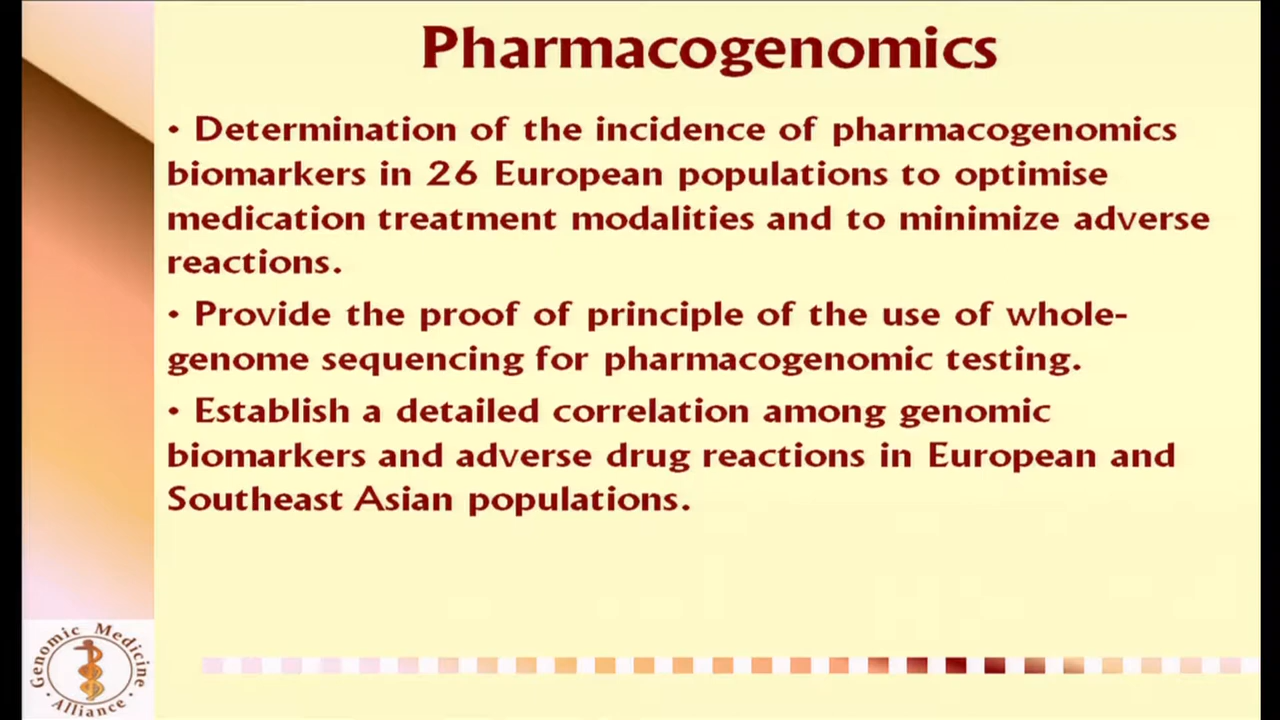 Pharmacogenomics
• Determination of the incidence of pharmacogenomics
biomarkers in 26 European populations to optimise
medication treatment modalities and to minimize adverse
reactions.
• Provide the proof of principle of the use of whole-
genome sequencing for pharmacogenomic testing.
• Establish a detailed correlation among genomic
biomarkers and adverse drug reactions in European and
Southeast Asian populations.
Genomic Medicine
• Alliance •